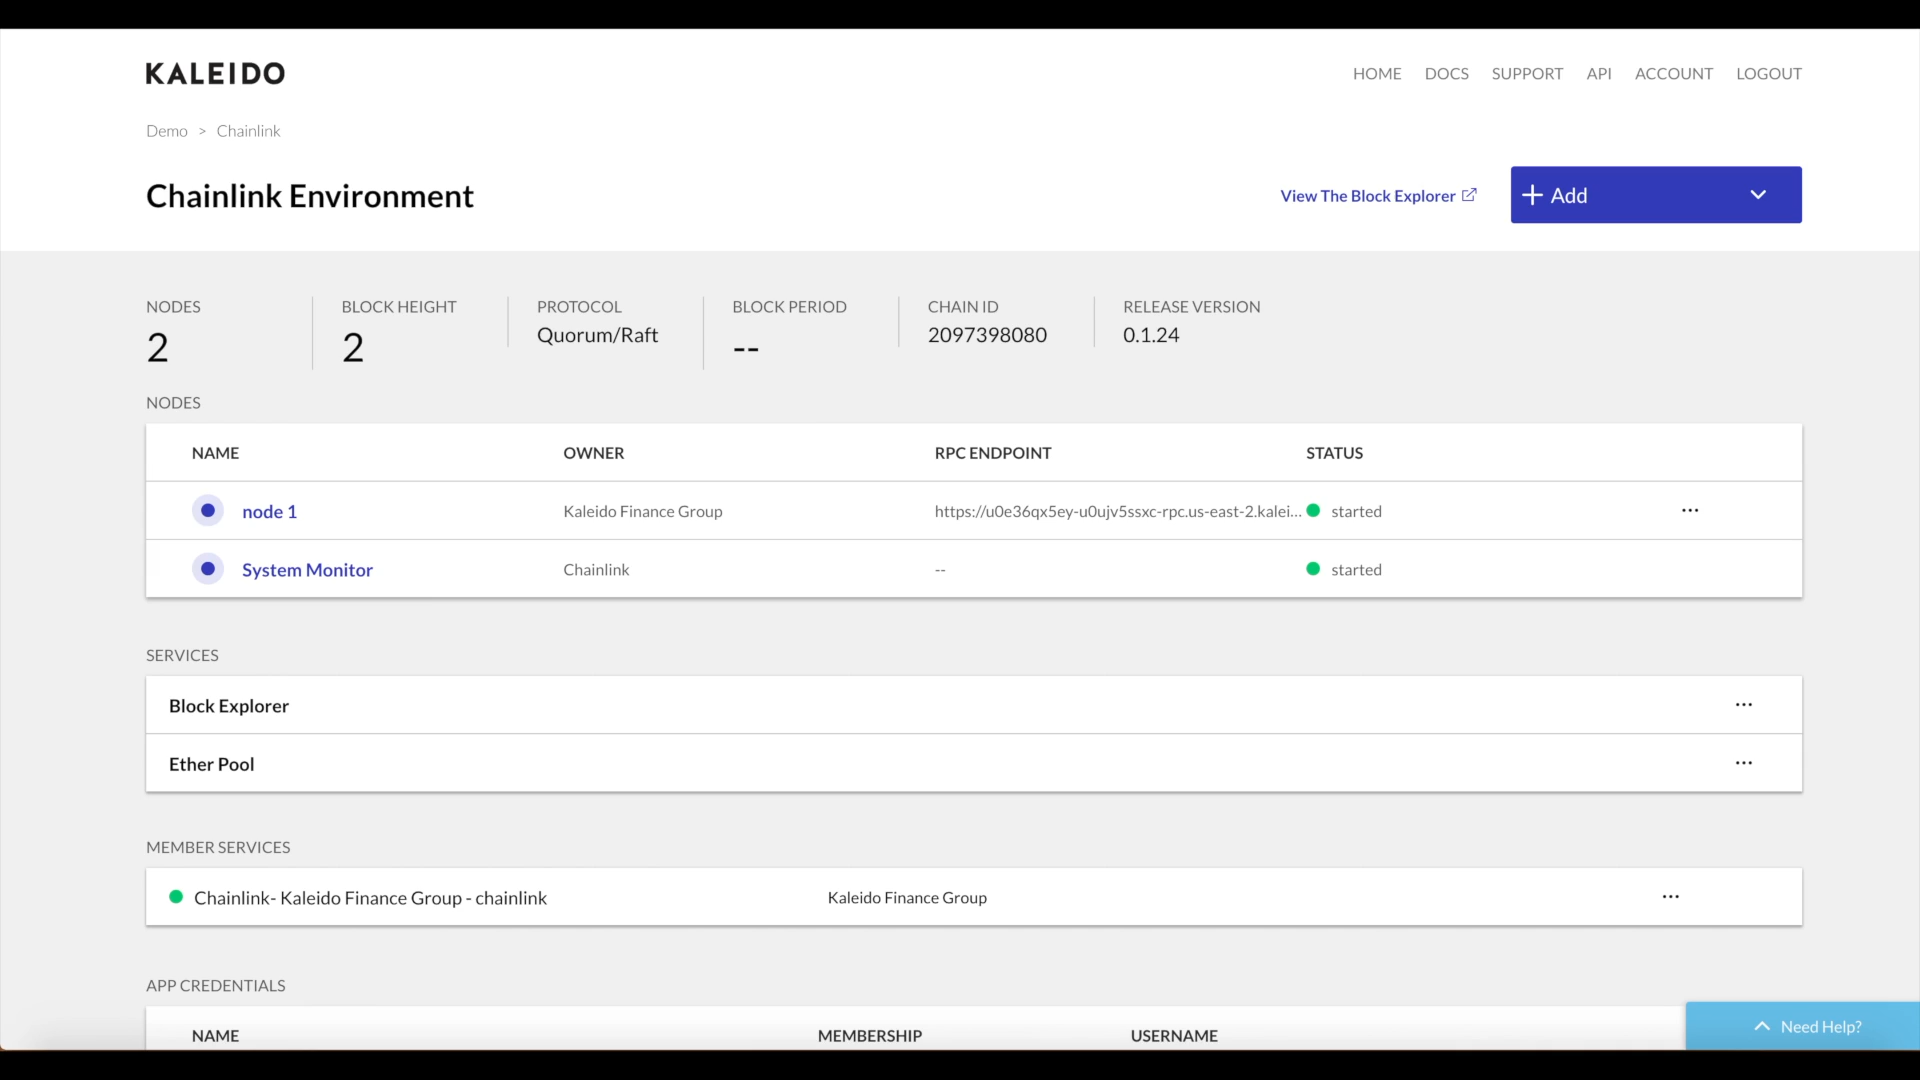 KALEIDO
HOME DOCS SUPPORT API ACCOUNT LOGOUT
Demo > Chainlink
Chainlink Environment
View The Block Explorer
+ Add
NODES BLOCK HEIGHT PROTOCOL BLOCK PERIOD CHAIN ID RELEASE VERSION
2 2 Quorum/Raft -- 2097398080 0.1.24
NODES
NAME OWNER RPC ENDPOINT STATUS
node 1 Kaleido Finance Group https://u0e36qx5ey-u0ujv5ssxc-rpc.us-east-2.kalei... started ...
System Monitor Chainlink -- started
SERVICES
Block Explorer ...
Ether Pool ...
MEMBER SERVICES
Chainlink- Kaleido Finance Group - chainlink Kaleido Finance Group ...
APP CREDENTIALS
NAME MEMBERSHIP USERNAME
Need Help?